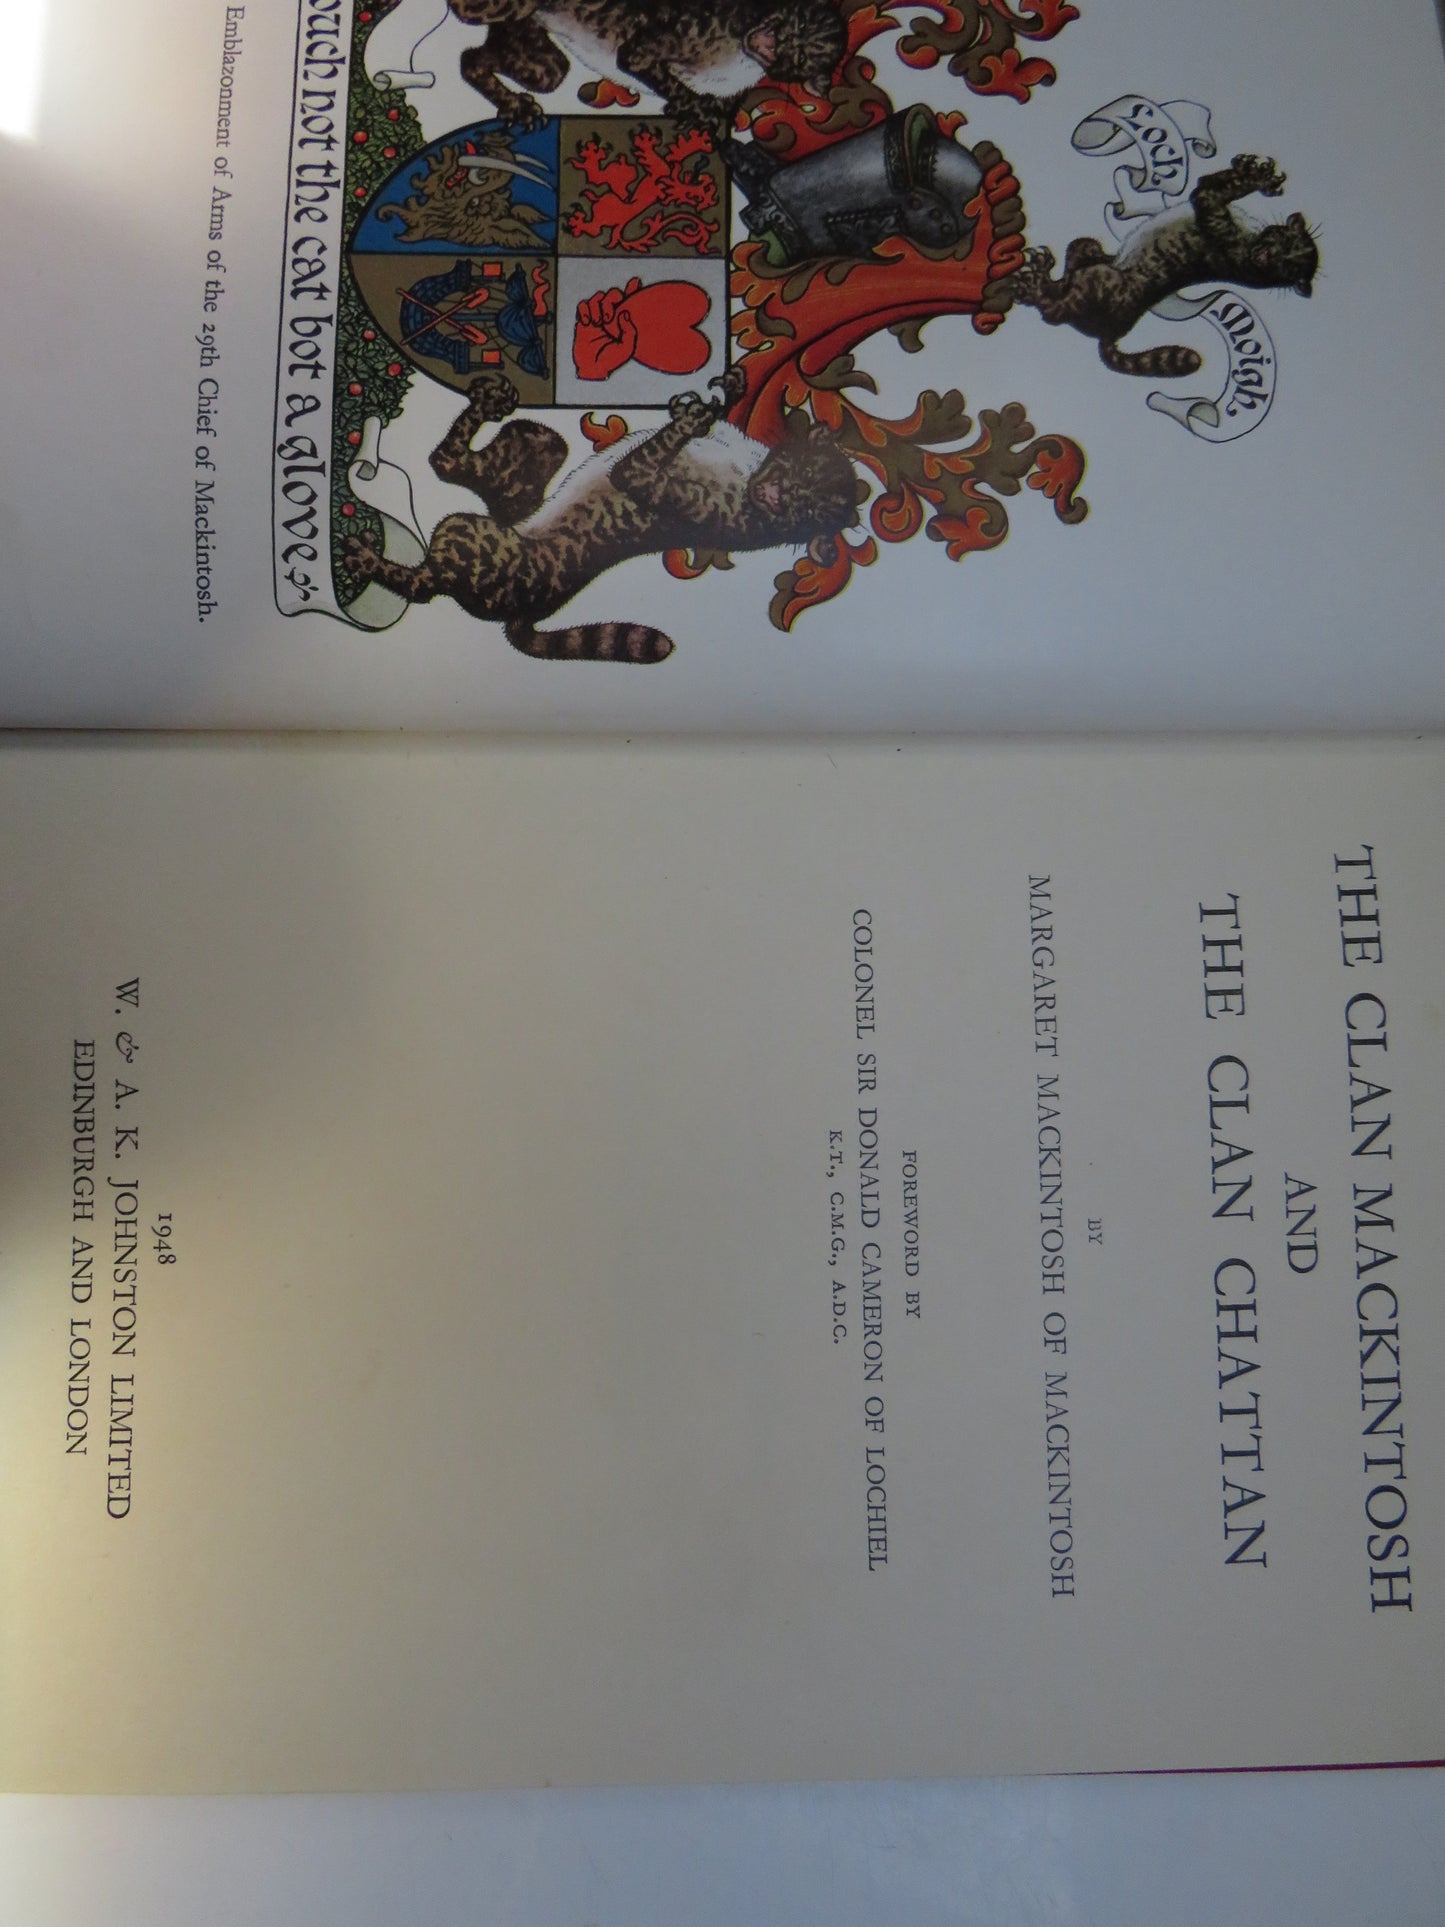 Loch
Moigh
ouch not the cat bot a glove
Emblazonment of Arms of the 29th Chief of Mackintosh.
THE CLAN MACKINTOSH
AND
THE CLAN CHATTAN
BY
MARGARET MACKINTOSH OF MACKINTOSH
FOREWORD BY
COLONEL SIR DONALD CAMERON OF LOCHIEL
K.T., C.M.G., A.D.C.
1948
W. & A. K. JOHNSTON LIMITED
EDINBURGH AND LONDON